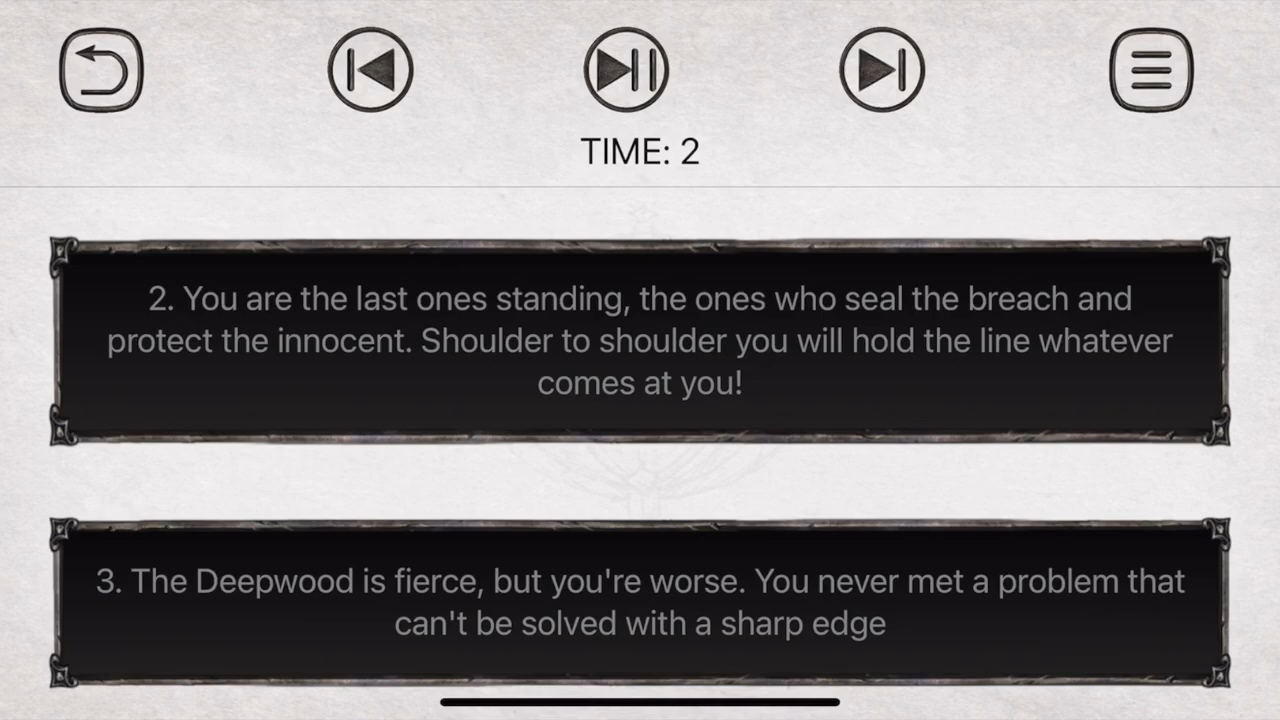 TIME: 2
2. You are the last ones standing, the ones who seal the breach and
protect the innocent. Shoulder to shoulder you will hold the line whatever
comes at you!
3. The Deepwood is fierce, but you're worse. You never met a problem that
can't be solved with a sharp edge